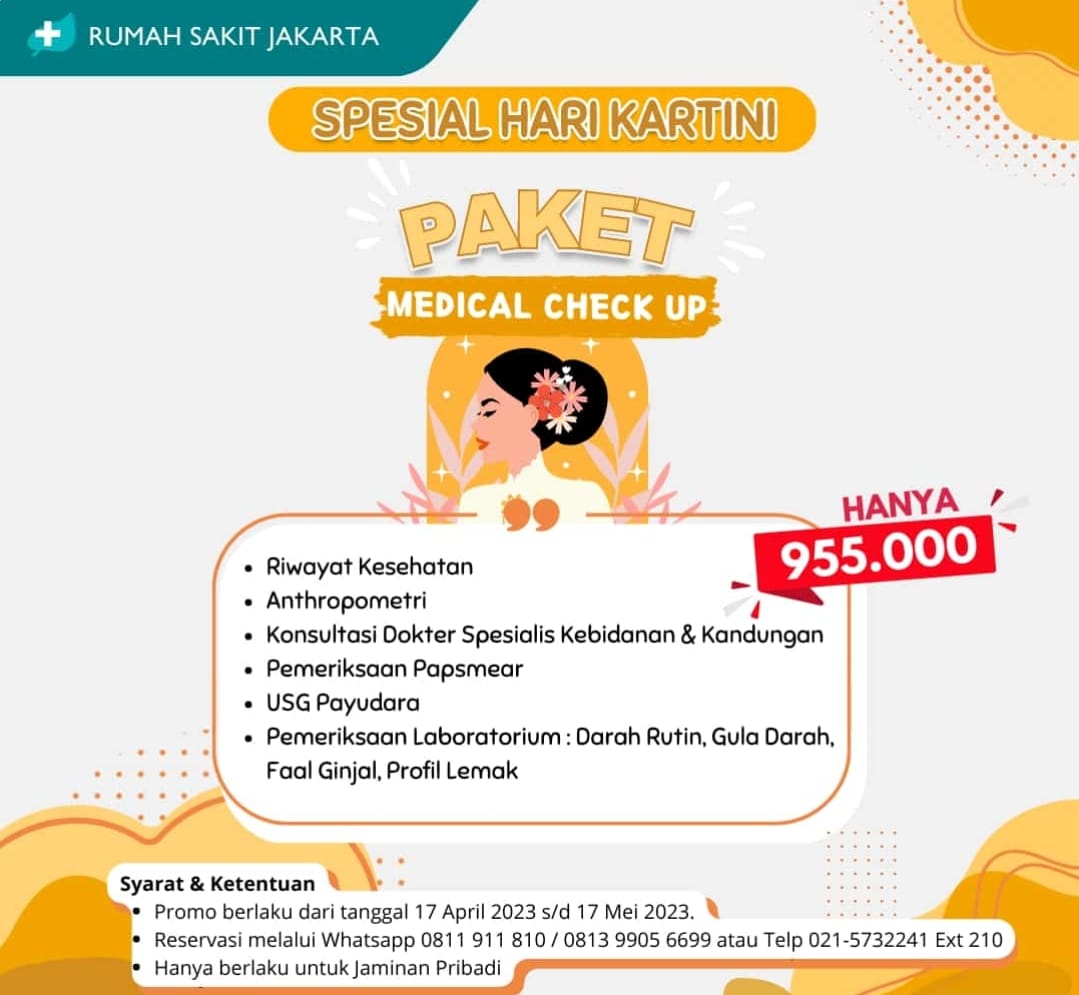 RUMAH SAKIT JAKARTA
SPESIAL HARI KARTINI
PAKET
MEDICAL CHECK UP
HANYA
955.000
• Riwayat Kesehatan
• Anthropometri
• Konsultasi Dokter Spesialis Kebidanan & Kandungan
• Pemeriksaan Papsmear
• USG Payudara
• Pemeriksaan Laboratorium : Darah Rutin, Gula Darah,
Faal Ginjal, Profil Lemak
Syarat & Ketentuan
• Promo berlaku dari tanggal 17 April 2023 s/d 17 Mei 2023.
• Reservasi melalui Whatsapp 0811 911 810 / 0813 9905 6699 atau Telp 021-5732241 Ext 210
• Hanya berlaku untuk Jaminan Pribadi